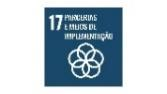 17 PARCERIAS
E MEIOS DE
IMPLEMENTAÇÃO